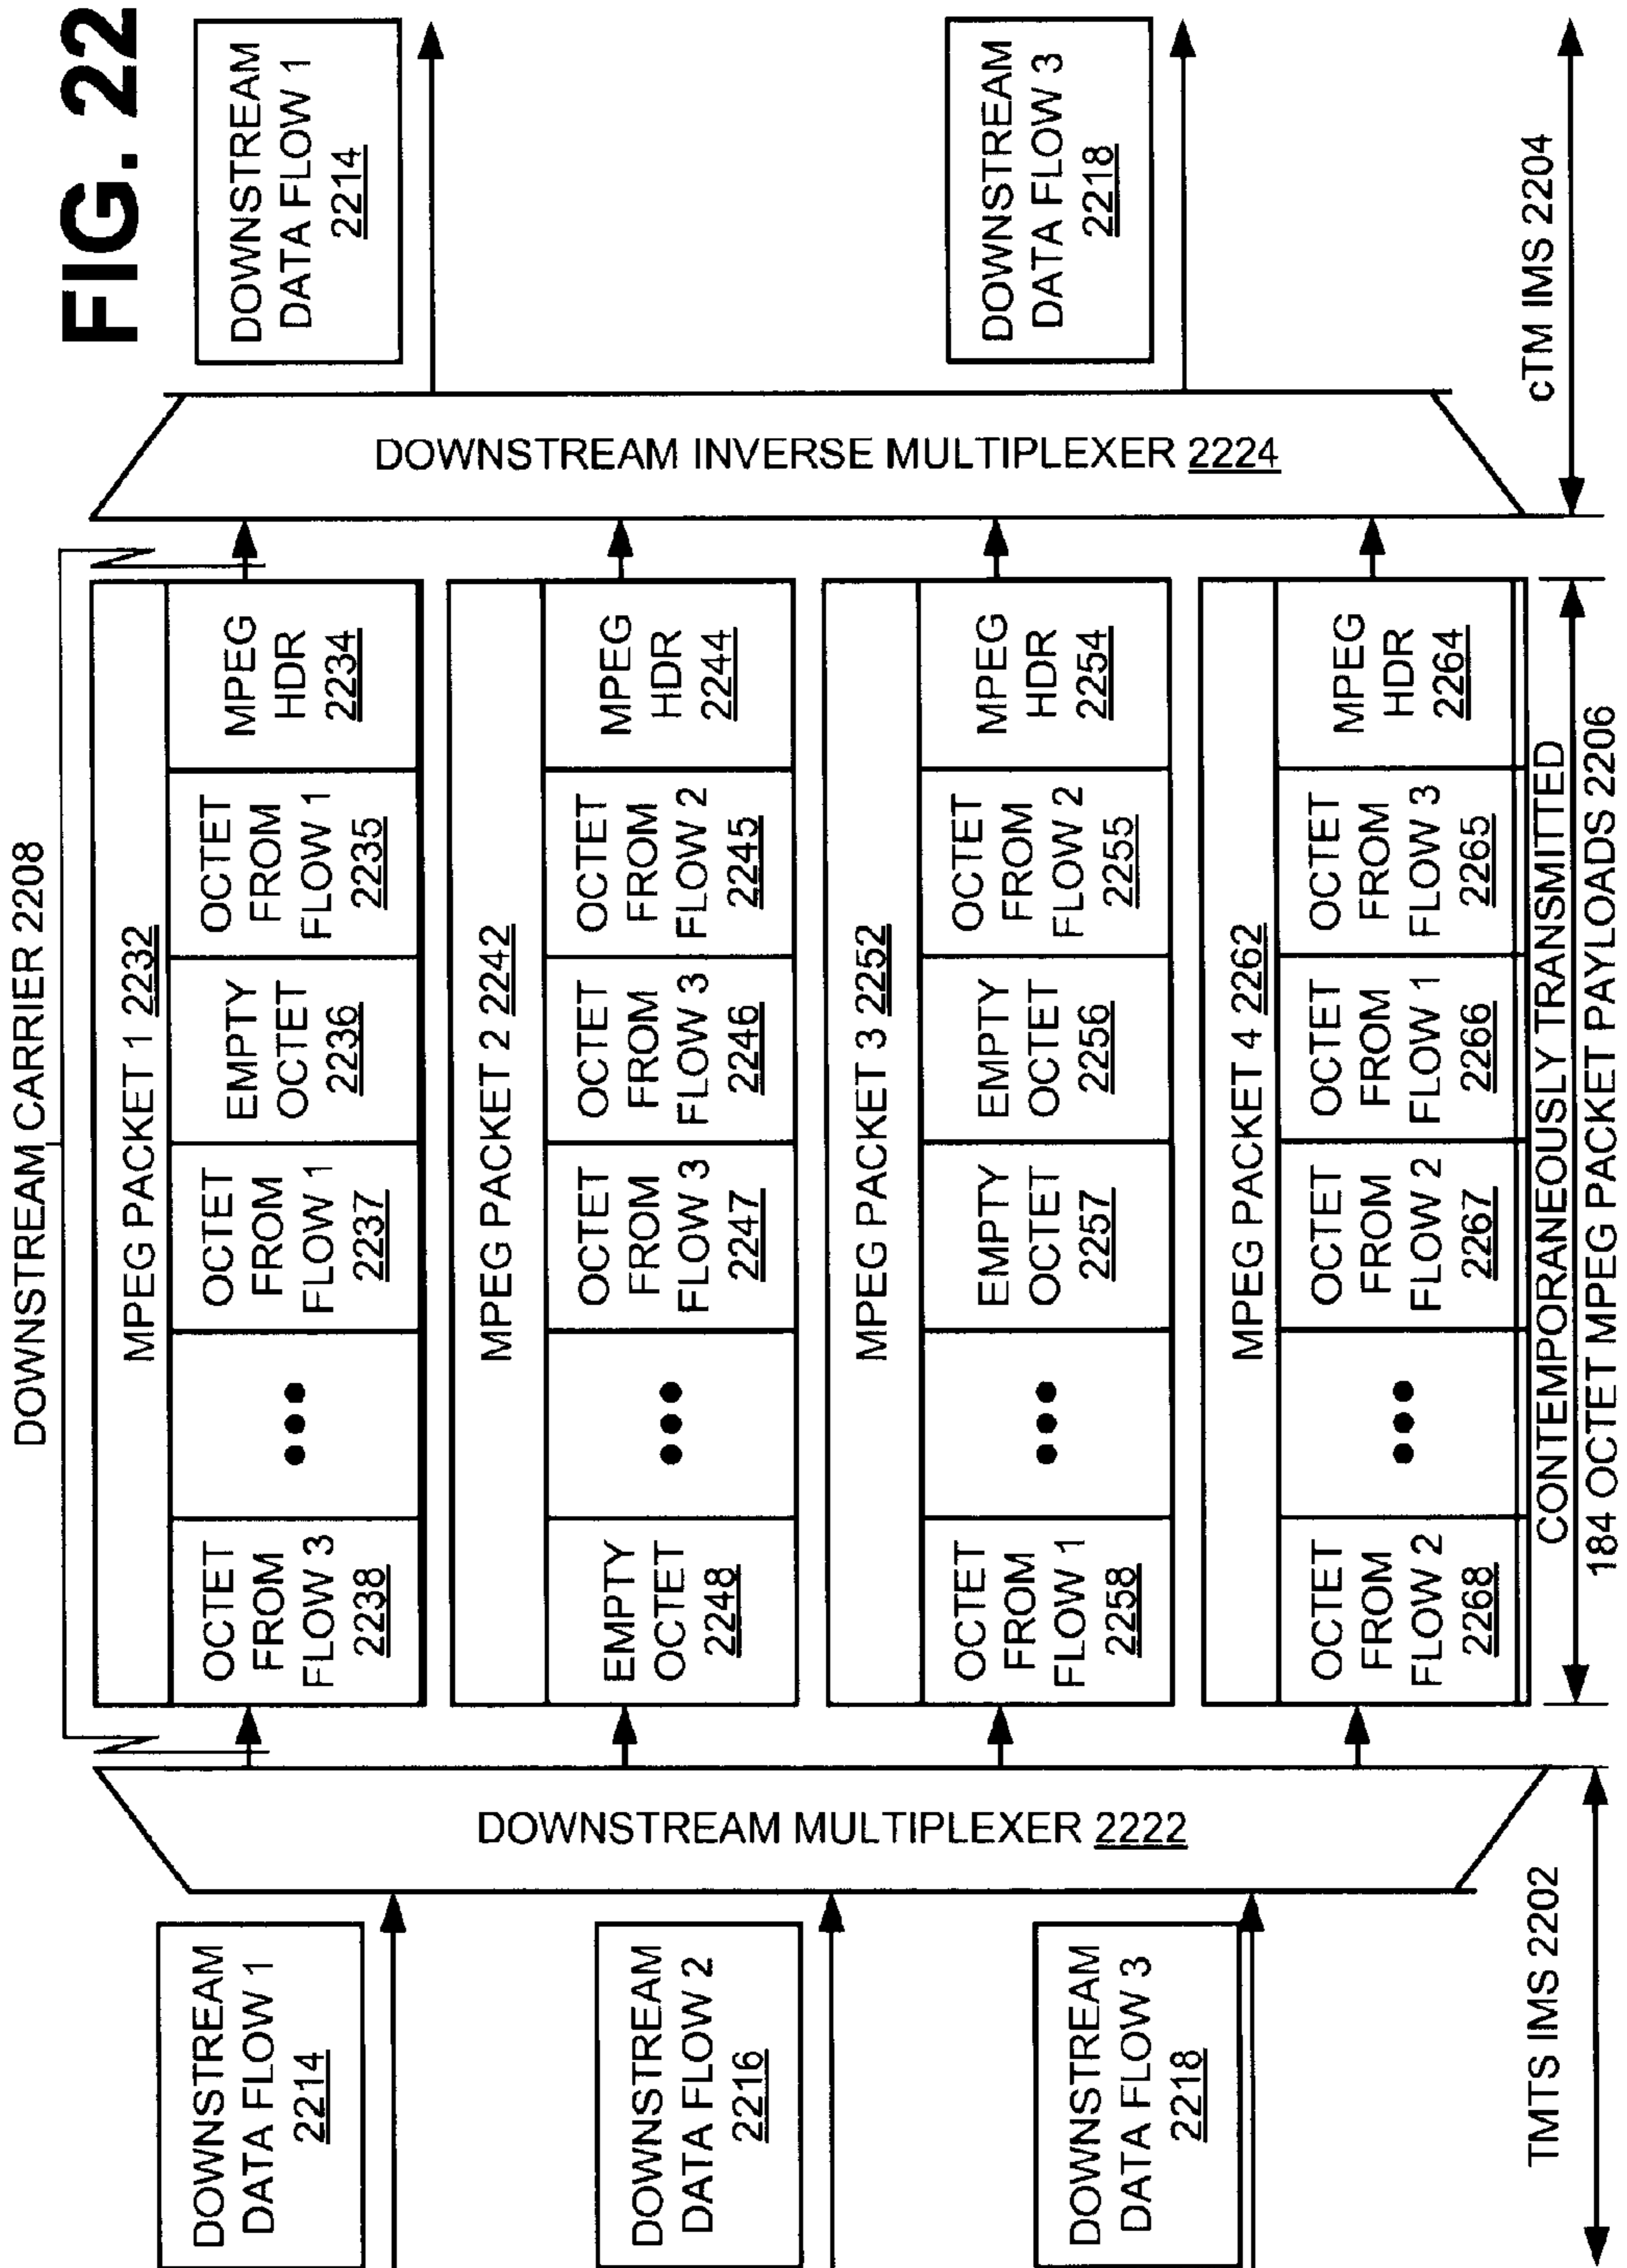 FIG. 22
DOWNSTREAM CARRIER 2208
DOWNSTREAM
DATA FLOW 1
2214
DOWNSTREAM
DATA FLOW 2
2216
DOWNSTREAM
DATA FLOW 3
2218
TMTS IMS 2202
DOWNSTREAM MULTIPLEXER 2222
MPEG PACKET 1 2232
OCTET
FROM
FLOW 3
2238
•••
OCTET
FROM
FLOW 1
2237
EMPTY
OCTET
2236
OCTET
FROM
FLOW 1
2235
MPEG
HDR
2234
MPEG PACKET 2 2242
EMPTY
OCTET
2248
•••
OCTET
FROM
FLOW 3
2247
OCTET
FROM
FLOW 3
2246
OCTET
FROM
FLOW 2
2245
MPEG
HDR
2244
MPEG PACKET 3 2252
OCTET
FROM
FLOW 1
2258
•••
EMPTY
OCTET
2257
EMPTY
OCTET
2256
OCTET
FROM
FLOW 2
2255
MPEG
HDR
2254
MPEG PACKET 4 2262
OCTET
FROM
FLOW 2
2268
•••
OCTET
FROM
FLOW 2
2267
OCTET
FROM
FLOW 1
2266
OCTET
FROM
FLOW 3
2265
MPEG
HDR
2264
CONTEMPORANEOUSLY TRANSMITTED
184 OCTET MPEG PACKET PAYLOADS 2206
DOWNSTREAM INVERSE MULTIPLEXER 2224
DOWNSTREAM
DATA FLOW 1
2214
DOWNSTREAM
DATA FLOW 3
2218
cTM IMS 2204